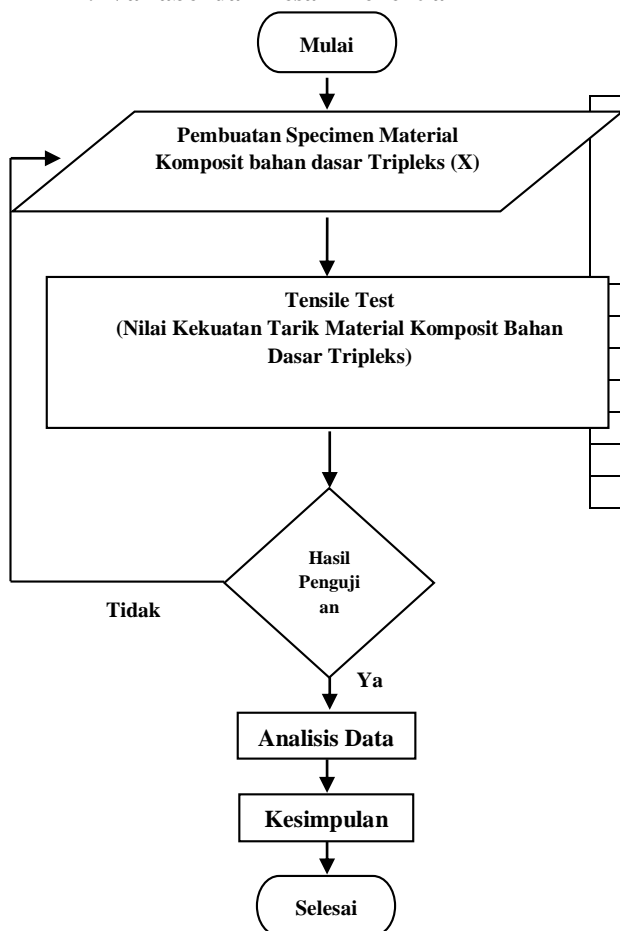 Mulai
Pembuatan Specimen Material
Komposit bahan dasar Tripleks (X)
Tensile Test
(Nilai Kekuatan Tarik Material Komposit Bahan
Dasar Tripleks)
Hasil
Penguji
an
Tidak
Ya
Analisis Data
Kesimpulan
Selesai